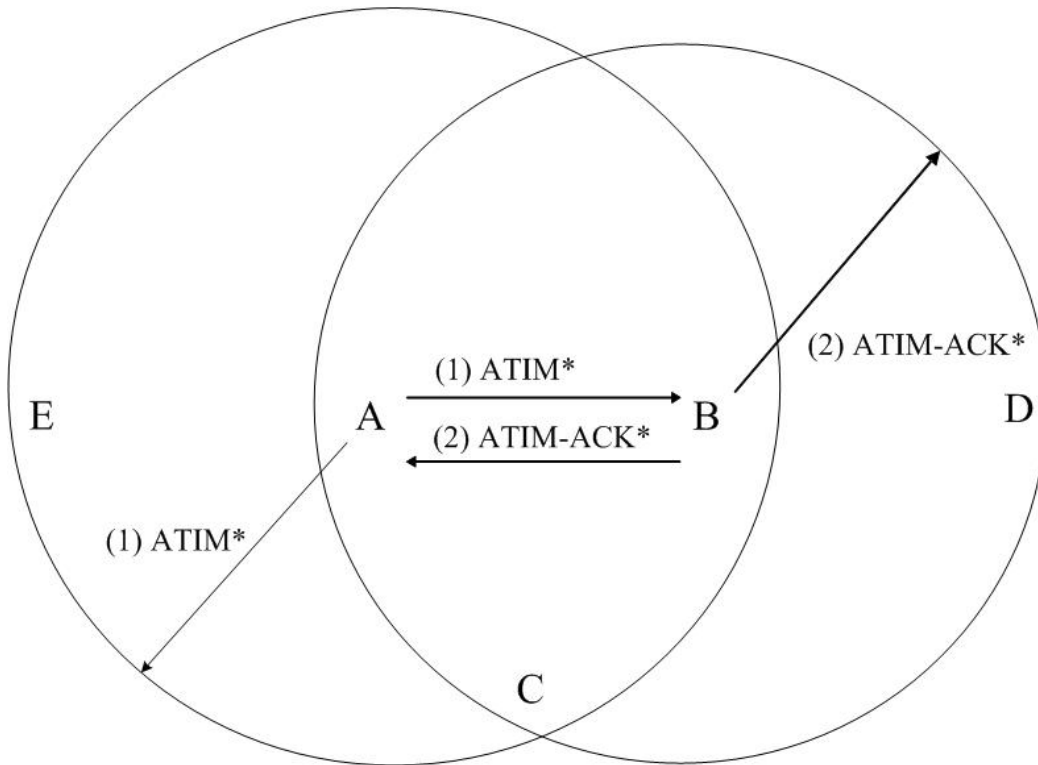 (2) ATIM-ACK*
(1) ATIM*
E
A
B
D
(2) ATIM-ACK*
(1) ATIM*
C